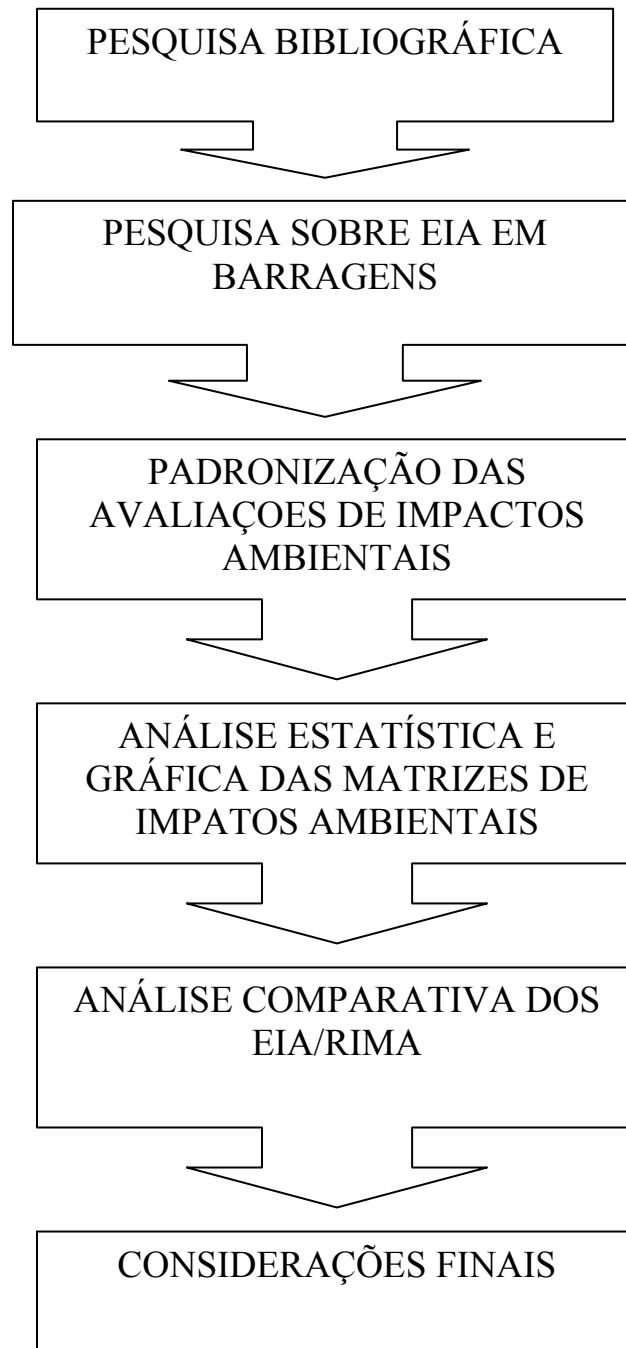 PESQUISA BIBLIOGRÁFICA
PESQUISA SOBRE EIA EM
BARRAGENS
PADRONIZAÇÃO DAS
AVALIAÇOES DE IMPACTOS
AMBIENTAIS
ANÁLISE ESTATÍSTICA E
GRÁFICA DAS MATRIZES DE
IMPATOS AMBIENTAIS
ANÁLISE COMPARATIVA DOS
EIA/RIMA
CONSIDERAÇÕES FINAIS